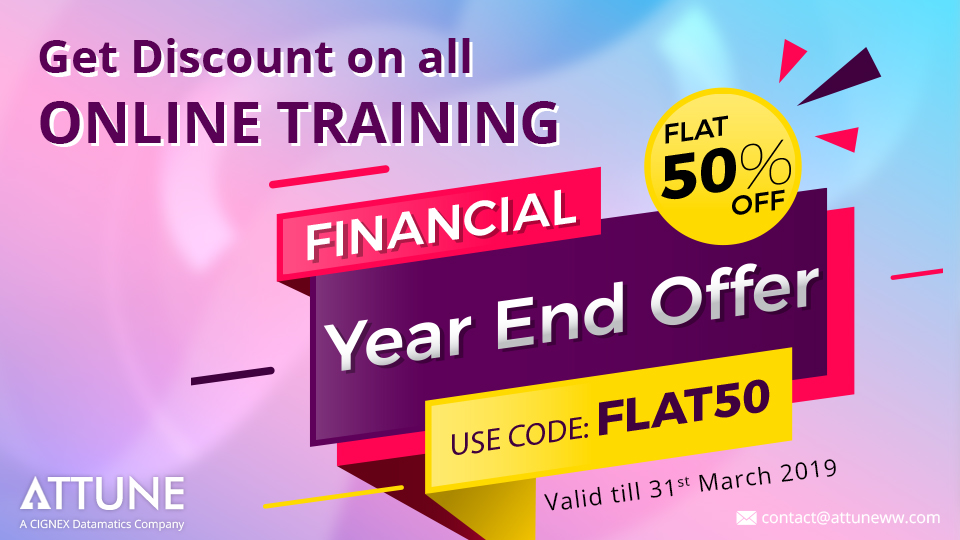 Get Discount on all
ONLINE TRAINING
FLAT
50%
OFF
FINANCIAL
Year End Offer
USE CODE: FLAT50
Valid till 31st March 2019
ATTUNE
A CIGNEX Datamatics Company
contact@attuneww.com